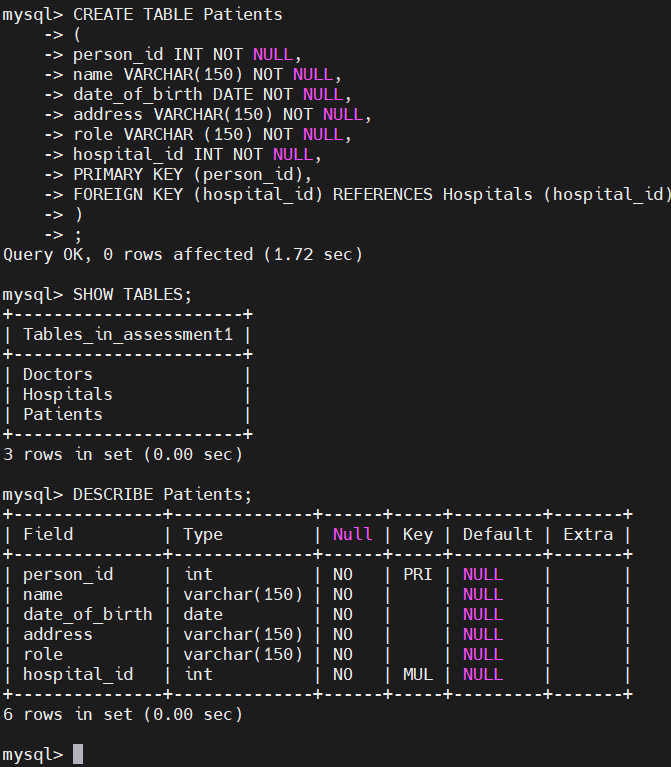 mysql> CREATE TABLE Patients
    -> (
    -> person_id INT NOT NULL,
    -> name VARCHAR(150) NOT NULL,
    -> date_of_birth DATE NOT NULL,
    -> address VARCHAR(150) NOT NULL,
    -> role VARCHAR (150) NOT NULL,
    -> hospital_id INT NOT NULL,
    -> PRIMARY KEY (person_id),
    -> FOREIGN KEY (hospital_id) REFERENCES Hospitals (hospital_id)
    -> )
    -> ;
Query OK, 0 rows affected (1.72 sec)

mysql> SHOW TABLES;
+-----------------------+
| Tables_in_assessment1 |
+-----------------------+
| Doctors               |
| Hospitals             |
| Patients              |
+-----------------------+
3 rows in set (0.00 sec)

mysql> DESCRIBE Patients;
+---------------+--------------+------+-----+---------+-------+
| Field         | Type         | Null | Key | Default | Extra |
+---------------+--------------+------+-----+---------+-------+
| person_id     | int          | NO   | PRI | NULL    |       |
| name          | varchar(150) | NO   |     | NULL    |       |
| date_of_birth | date         | NO   |     | NULL    |       |
| address       | varchar(150) | NO   |     | NULL    |       |
| role          | varchar(150) | NO   |     | NULL    |       |
| hospital_id   | int          | NO   | MUL | NULL    |       |
+---------------+--------------+------+-----+---------+-------+
6 rows in set (0.00 sec)

mysql>